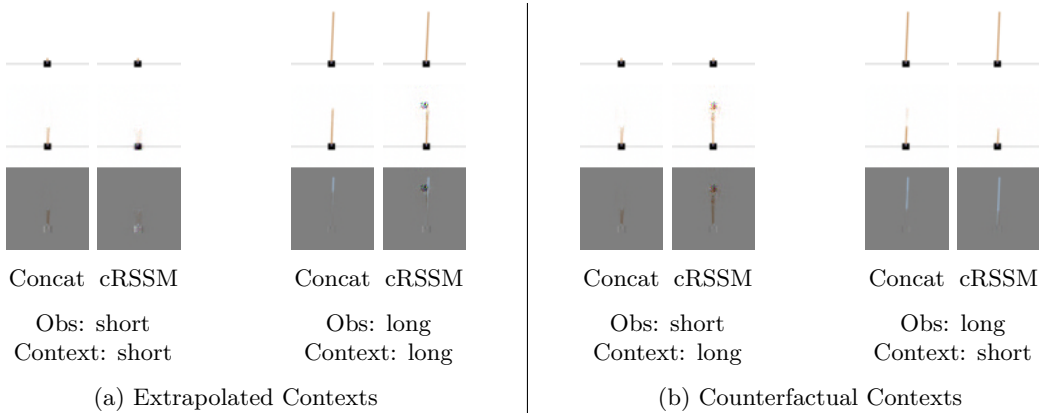 Concat cRSSM
Obs: short
Context: short
Concat cRSSM
Obs: long
Context: long
(a) Extrapolated Contexts
Concat cRSSM
Obs: short
Context: long
Concat cRSSM
Obs: long
Context: short
(b) Counterfactual Contexts